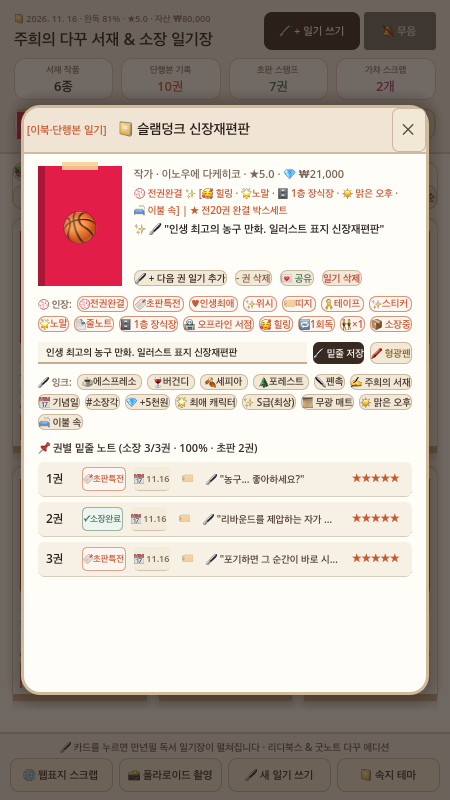 2026. 11. 16 · 완독 81% · ★5.0 · 자산 ₩80,000
주희의 다꾸 서재 & 소장 일기장
+ 일기 쓰기
무음
서재 작품
6종
단행본 기록
10권
초판 스탬프
7권
가챠 스크랩
2개
[이북·단행본 일기]
슬램덩크 신장재편판
×
작가 · 이노우에 다케히코 · ★5.0 · 💎 ₩21,000
전권완결 ✨ [🥰 힐링 · 💫노말 · 🗄️ 1층 장식장 · ☀️ 맑은 오후 ·
🛋️ 이불 속] | ★ 전20권 완결 박스세트
✨ 🖋️ "인생 최고의 농구 만화. 일러스트 표지 신장재편판"
+ 다음 권 일기 추가
- 권 삭제
공유
일기 삭제
인장:
전권완결
초판특전
♥인생최애
✨위시
띠지
테이프
✨스티커
노말
줄노트
1층 장식장
오프라인 서점
힐링
1회독
×1
소장중
인생 최고의 농구 만화. 일러스트 표지 신장재편판
밑줄 저장
형광펜
잉크:
에스프레소
버건디
세피아
포레스트
펜촉
주희의 서재
기념일
#소장각
+5천원
최애 캐릭터
S급(최상)
무광 매트
맑은 오후
이불 속
권별 밑줄 노트 (소장 3/3권 · 100% · 초판 2권)
1권
초판특전
11.16
"농구... 좋아하세요?"
★★★★★
2권
✓소장완료
11.16
"리바운드를 제압하는 자가 ...
★★★★★
3권
초판특전
11.16
"포기하면 그 순간이 바로 시...
★★★★★
카드를 누르면 만년필 독서 일기장이 펼쳐집니다 · 리디북스 & 굿노트 다꾸 에디션
웹표지 스크랩
폴라로이드 촬영
새 일기 쓰기
속지 테마